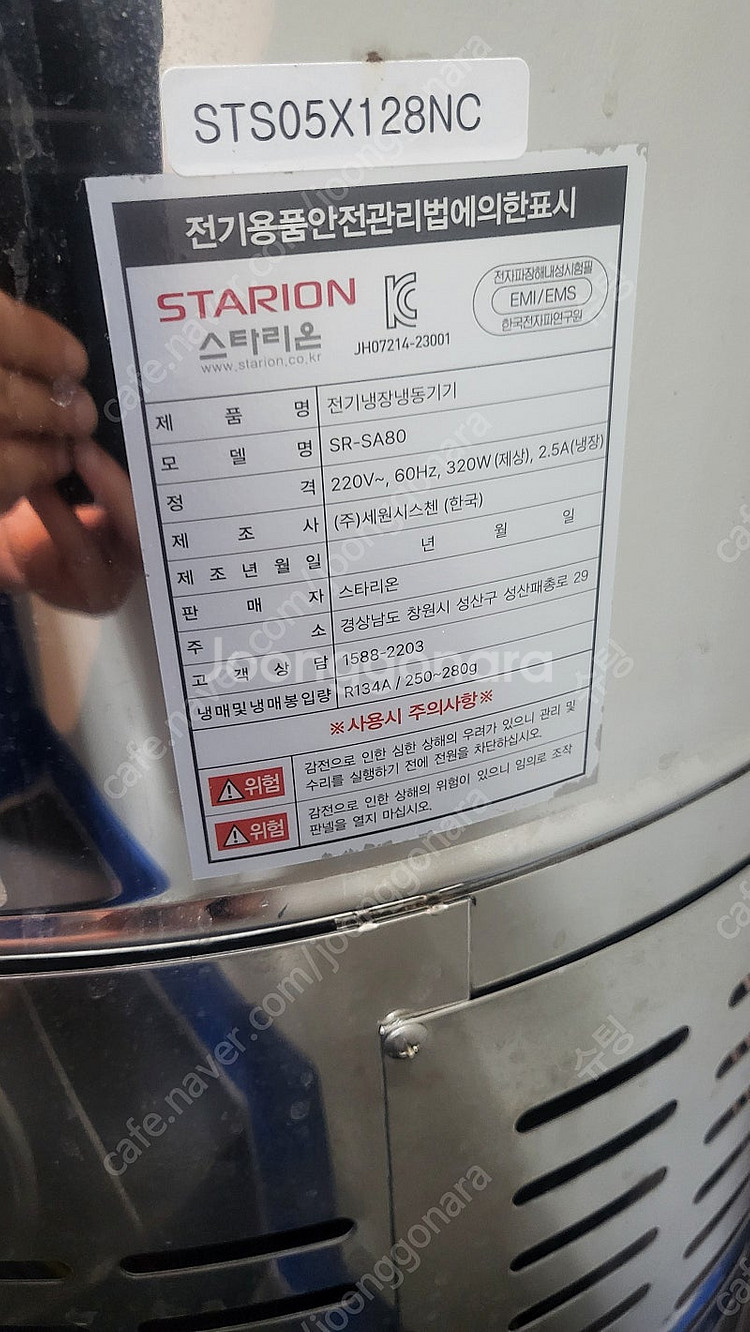 STS05X128NC
전기용품안전관리법에의한표시
STARION
스타리온
www.starion.co.kr
JH07214-23001
전자파장해내성시험필
EMI/EMS
한국전자파연구원
제 품 명 전기냉장냉동기기
모 델 명 SR-SA80
정 격 220V~, 60Hz, 320W(제상), 2.5A(냉장)
제 조 사 (주)세원시스첸 (한국)
제 조 년 월 일 년 월 일
판 매 자 스타리온
주 소 경상남도 창원시 성산구 성산패총로 29
고 객 상 담 1588-2203
냉매및냉매봉입량 R134A / 250~280g
※사용시 주의사항※
위험 감전으로 인한 심한 상해의 우려가 있으니 관리 및
수리를 실행하기 전에 전원을 차단하십시오.
위험 감전으로 인한 상해의 위험이 있으니 임의로 조작
판넬을 열지 마십시오.
Joonggonara
cafe.naver.com/joonggonara
슈팅